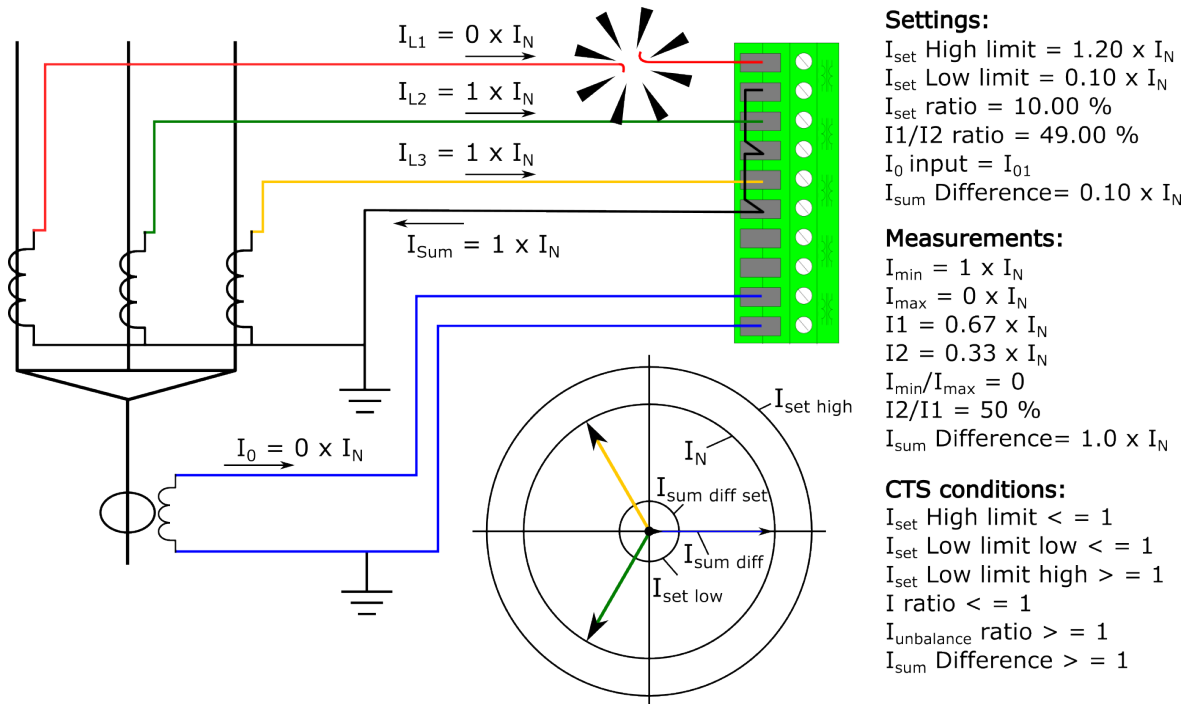 I_L1 = 0 x I_N
I_L2 = 1 x I_N
I_L3 = 1 x I_N
I_Sum = 1 x I_N
I_0 = 0 x I_N
I_set high
I_N
I_sum diff set
I_sum diff
I_set low
Settings:
I_set High limit = 1.20 x I_N
I_set Low limit = 0.10 x I_N
I_set ratio = 10.00 %
I1/I2 ratio = 49.00 %
I_0 input = I_01
I_sum Difference= 0.10 x I_N
Measurements:
I_min = 1 x I_N
I_max = 0 x I_N
I1 = 0.67 x I_N
I2 = 0.33 x I_N
I_min/I_max = 0
I2/I1 = 50 %
I_sum Difference= 1.0 x I_N
CTS conditions:
I_set High limit < = 1
I_set Low limit low < = 1
I_set Low limit high > = 1
I ratio < = 1
I_unbalance ratio > = 1
I_sum Difference > = 1